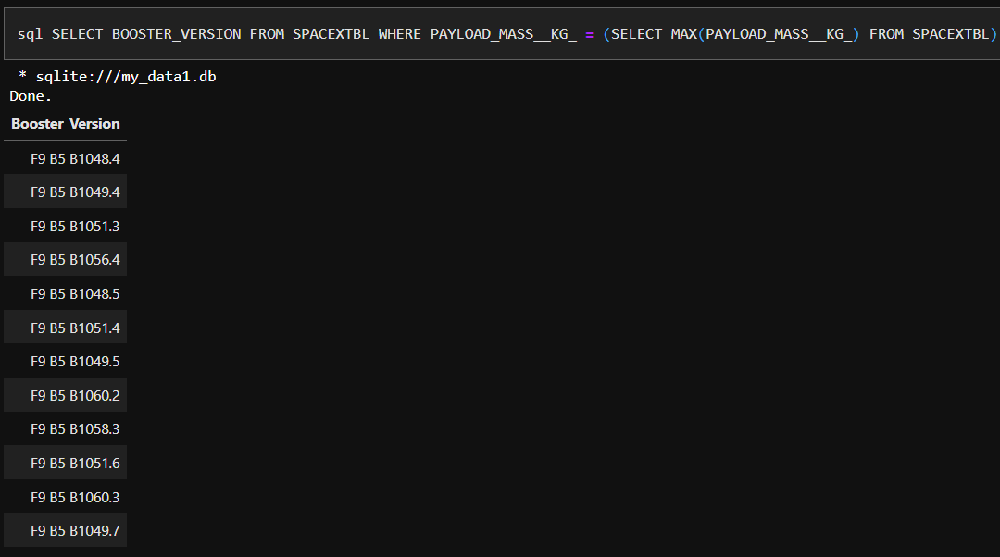 sql SELECT BOOSTER_VERSION FROM SPACEXTBL WHERE PAYLOAD_MASS__KG_ = (SELECT MAX(PAYLOAD_MASS__KG_) FROM SPACEXTBL)
* sqlite:///my_data1.db
Done.
Booster_Version
F9 B5 B1048.4
F9 B5 B1049.4
F9 B5 B1051.3
F9 B5 B1056.4
F9 B5 B1048.5
F9 B5 B1051.4
F9 B5 B1049.5
F9 B5 B1060.2
F9 B5 B1058.3
F9 B5 B1051.6
F9 B5 B1060.3
F9 B5 B1049.7